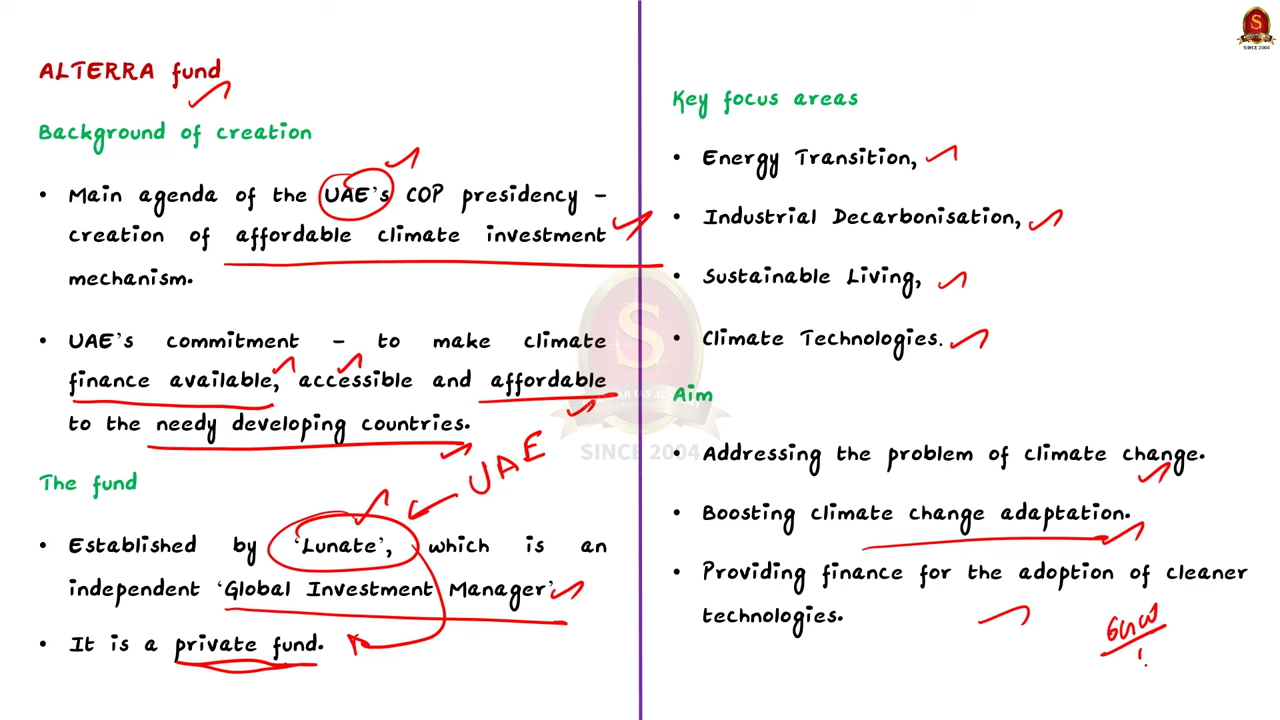 ALTERRA fund
Background of creation
• Main agenda of the UAE's COP presidency –
creation of affordable climate investment
mechanism.
• UAE's commitment – to make climate
finance available, accessible and affordable
to the needy developing countries.
UAE
The fund
• Established by 'Lunate', which is an
independent 'Global Investment Manager'
• It is a private fund.
Key focus areas
• Energy Transition,
• Industrial Decarbonisation,
• Sustainable Living,
• Climate Technologies.
Aim
• Addressing the problem of climate change.
• Boosting climate change adaptation.
• Providing finance for the adoption of cleaner
technologies.
S
SINCE 2004
S
SINCE 2004